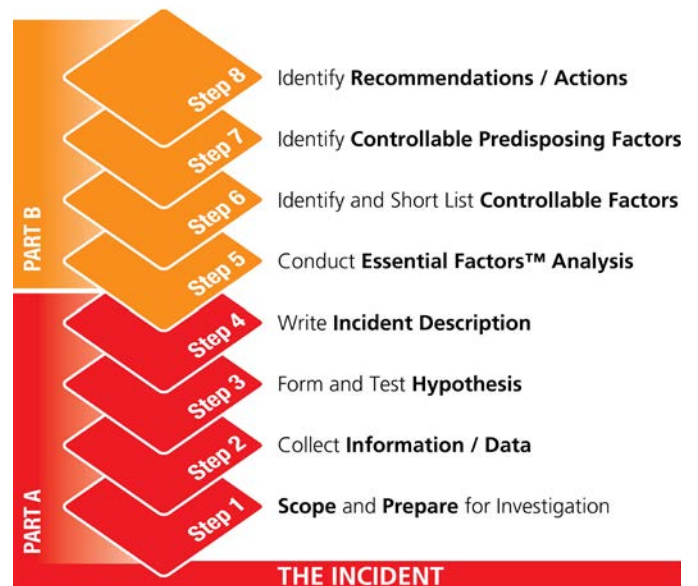 Step 8
Identify Recommendations / Actions
Step 7
Identify Controllable Predisposing Factors
Step 6
Identify and Short List Controllable Factors
Step 5
Conduct Essential Factors™ Analysis
PART B
Step 4
Write Incident Description
Step 3
Form and Test Hypothesis
Step 2
Collect Information / Data
Step 1
Scope and Prepare for Investigation
PART A
THE INCIDENT